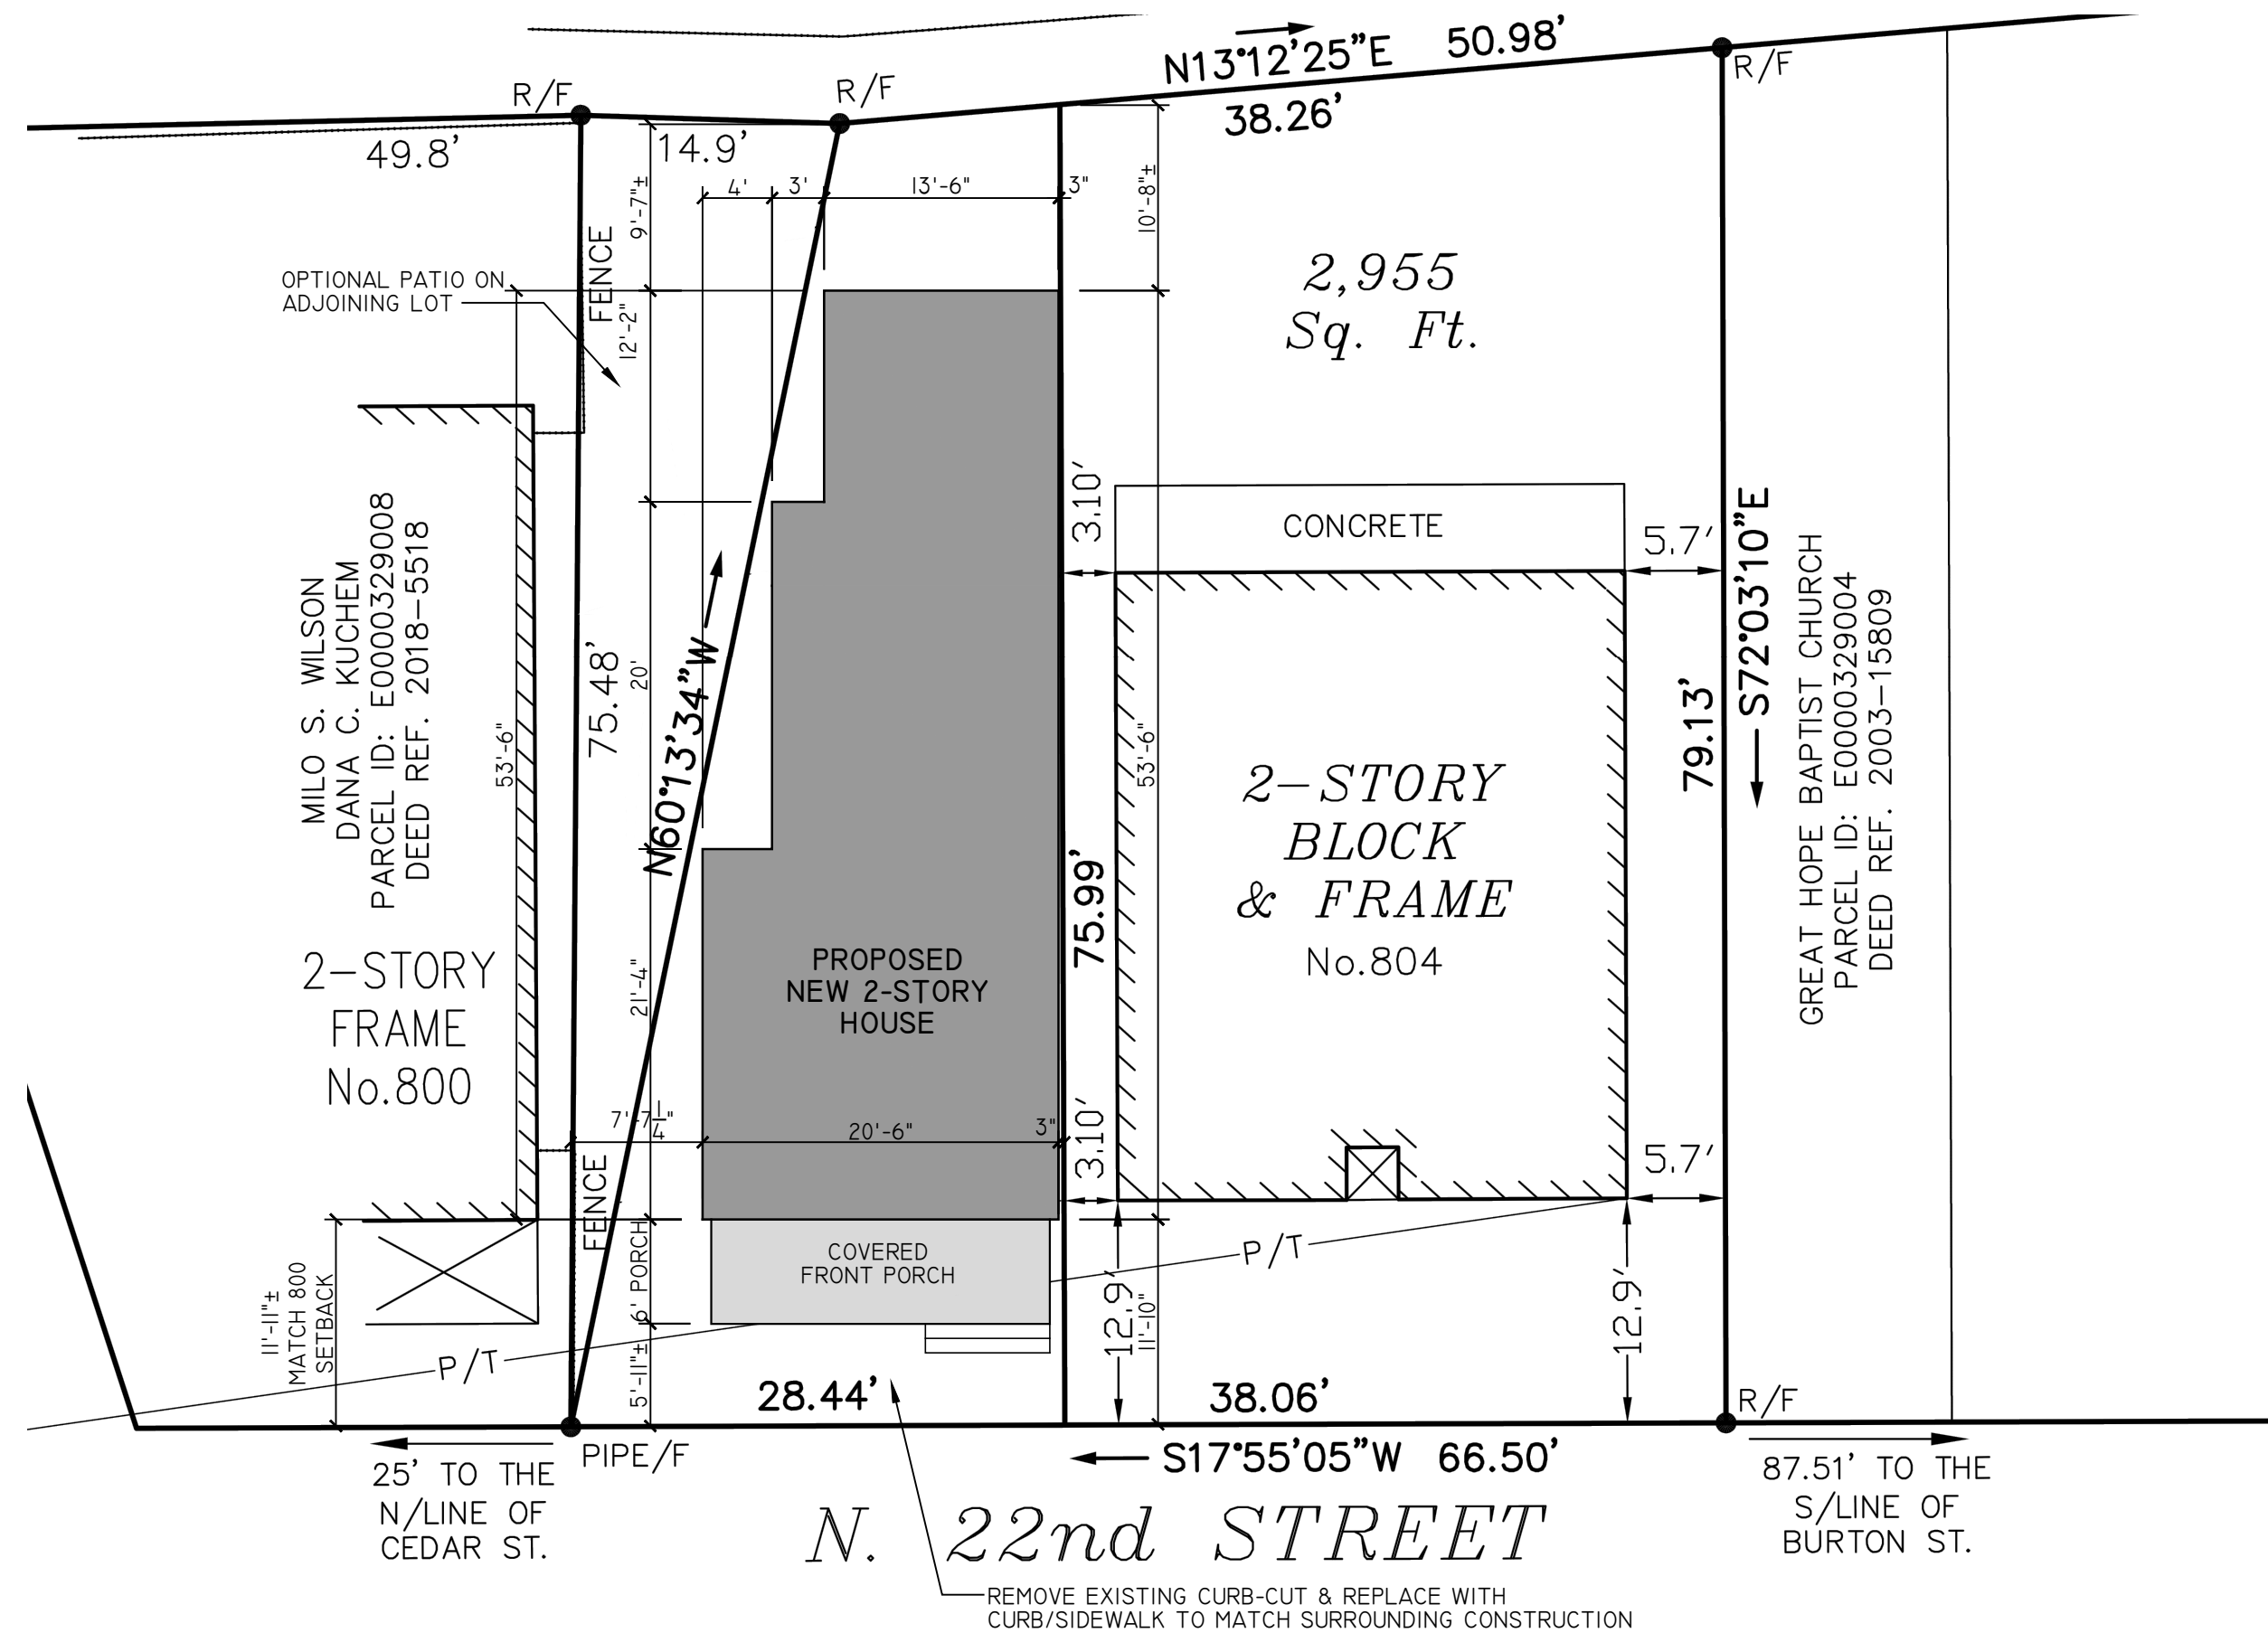 N13°12'25"E 50.98'
38.26'
R/F
R/F
R/F
49.8'
14.9'
4'
3'
13'-6"
3"
9'-7"±
10'-8"±
FENCE
OPTIONAL PATIO ON
ADJOINING LOT
12'-2"
2,955
Sq. Ft.
3.10'
CONCRETE
5.7'
MILO S. WILSON
DANA C. KUCHEM
PARCEL ID: E0000329008
DEED REF. 2018-5518
53'-6"
75.48'
20'
N60°13'34"W
S72°03'10"E
79.13'
GREAT HOPE BAPTIST CHURCH
PARCEL ID: E0000329004
DEED REF. 2003-15809
53'-6"
2-STORY
BLOCK
& FRAME
No.804
75.99'
2-STORY
FRAME
No.800
21'-4"
PROPOSED
NEW 2-STORY
HOUSE
7'-7 1/4"
20'-6"
3"
3.10'
5.7'
FENCE
6' PORCH
COVERED
FRONT PORCH
P/T
11'-11"±
MATCH 800
SETBACK
P/T
5'-11"±
12.9'
11'-10"
12.9'
28.44'
38.06'
R/F
PIPE/F
S17°55'05"W 66.50'
25' TO THE
N/LINE OF
CEDAR ST.
87.51' TO THE
S/LINE OF
BURTON ST.
N. 22nd STREET
REMOVE EXISTING CURB-CUT & REPLACE WITH
CURB/SIDEWALK TO MATCH SURROUNDING CONSTRUCTION